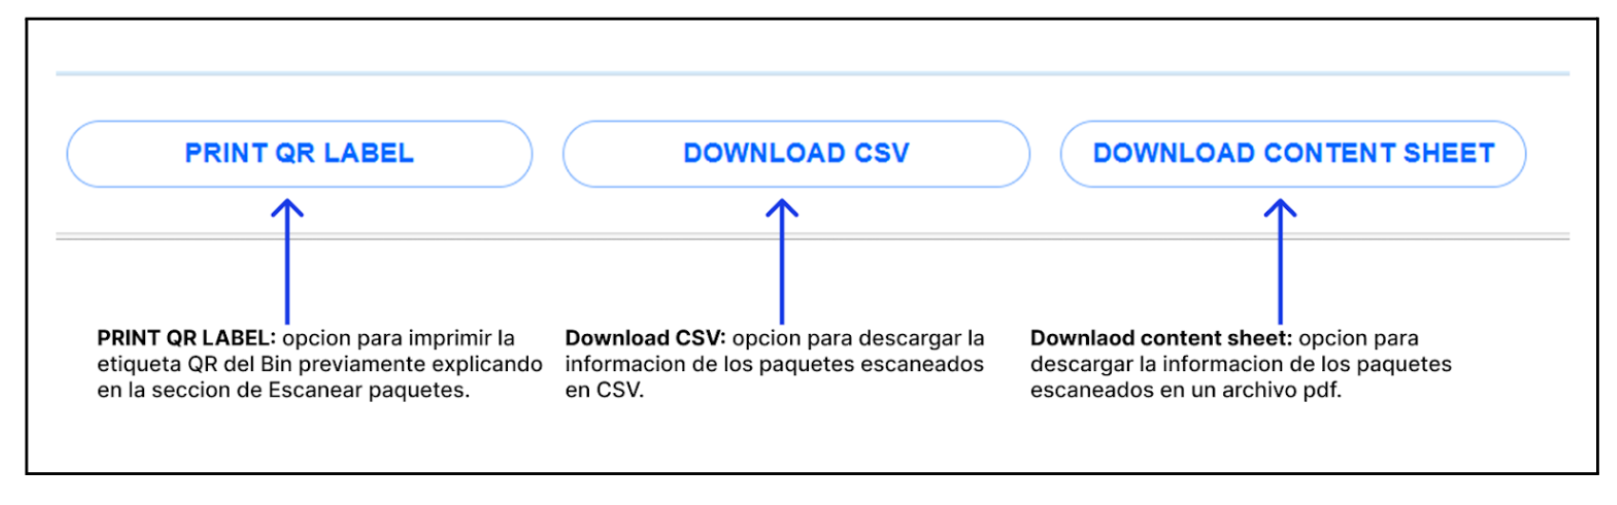 PRINT QR LABEL
DOWNLOAD CSV
DOWNLOAD CONTENT SHEET
PRINT QR LABEL: opcion para imprimir la
etiqueta QR del Bin previamente explicando
en la seccion de Escanear paquetes.
Download CSV: opcion para descargar la
informacion de los paquetes escaneados
en CSV.
Downlaod content sheet: opcion para
descargar la informacion de los paquetes
escaneados en un archivo pdf.